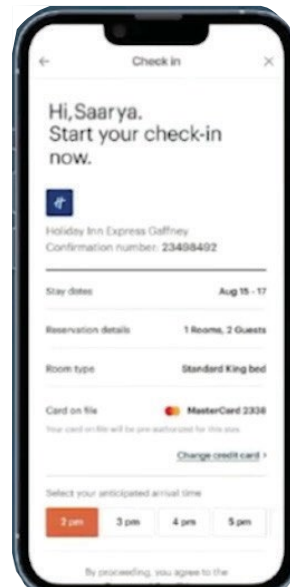 Check in
Hi,Saarya.
Start your check-in
now.
Holiday Inn Express Gaffney
Confirmation number: 23498492
Stay dates Aug 15 - 17
Reservation details 1 Rooms, 2 Guests
Room type Standard King bed
Card on file MasterCard 2338
Your card on file will be pre-authorized for this stay.
Change credit card >
Select your anticipated arrival time
2 pm 3 pm 4 pm 5 pm
By proceeding, you agree to the